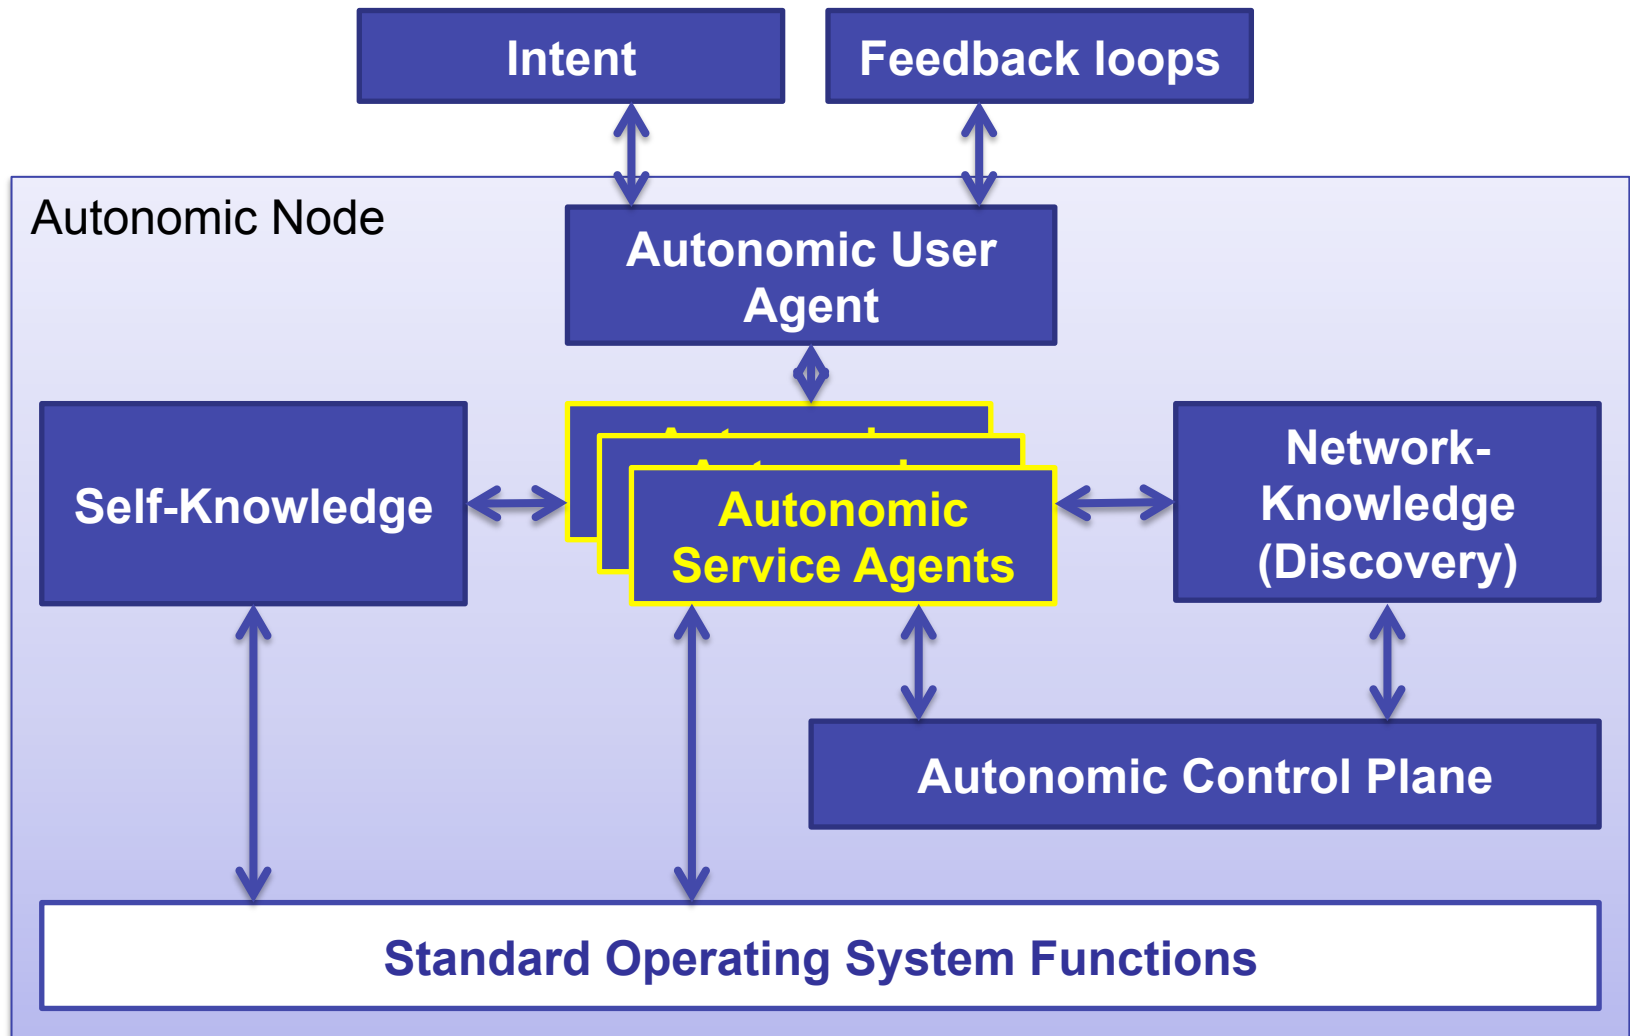 Intent
Feedback loops
Autonomic Node
Autonomic User
Agent
Self-Knowledge
Autonomic
Service Agents
Network-
Knowledge
(Discovery)
Autonomic Control Plane
Standard Operating System Functions